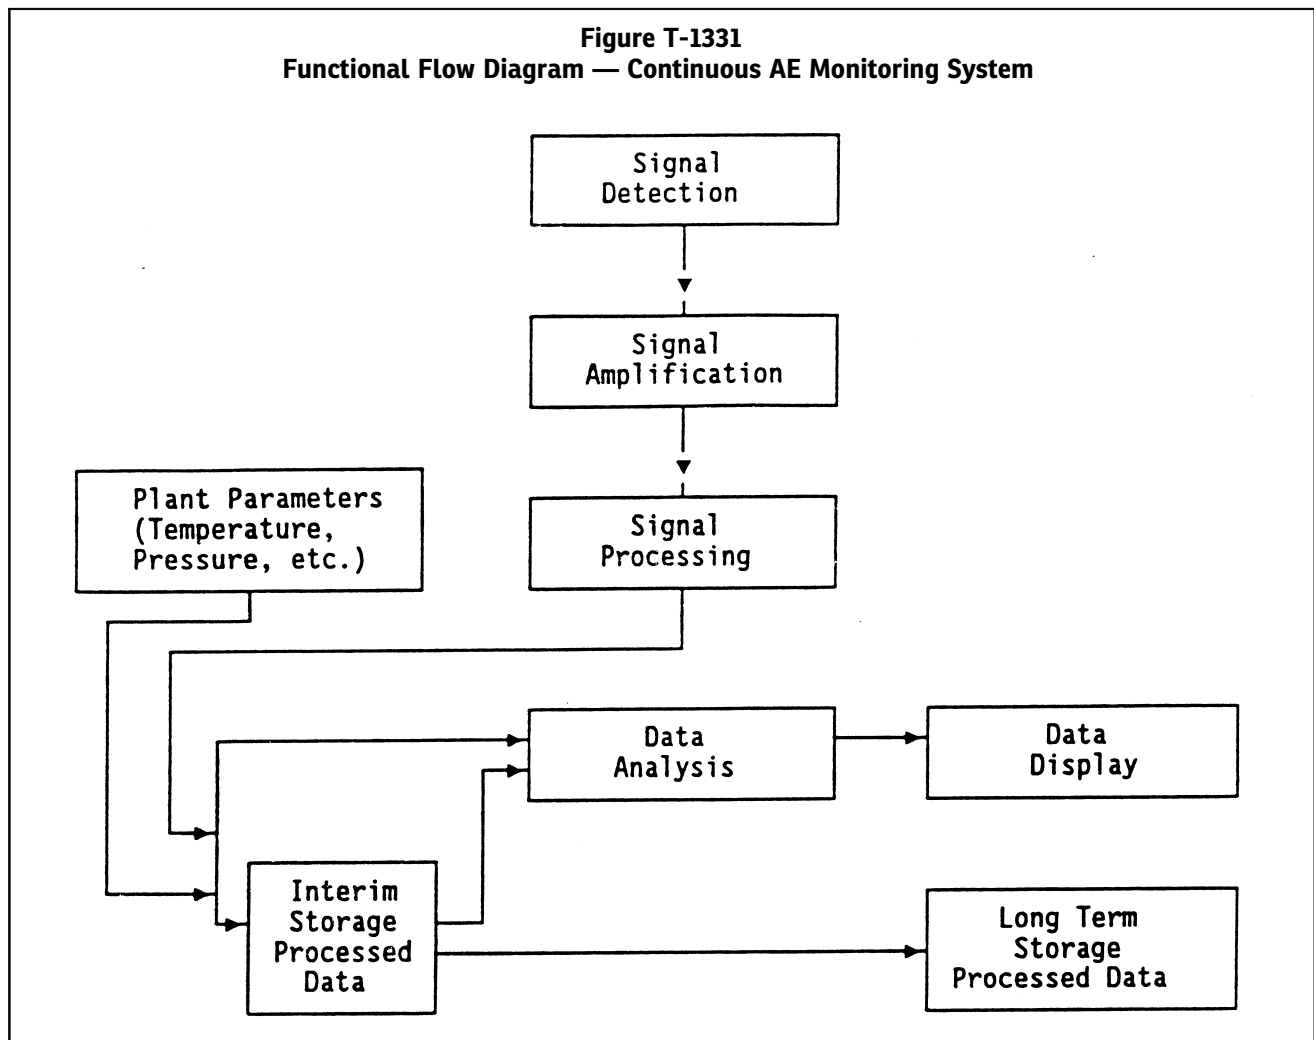 Figure T-1331
Functional Flow Diagram — Continuous AE Monitoring System
Signal
Detection
Signal
Amplification
Plant Parameters
(Temperature,
Pressure, etc.)
Signal
Processing
Data
Analysis
Data
Display
Interim
Storage
Processed
Data
Long Term
Storage
Processed Data